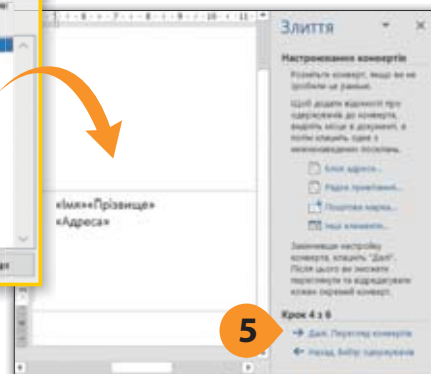 Злиття
Настроювання конвертів
Розмітьте конверт, якщо ви не
зробили це раніше.
Щоб додати відомості про
одержувачів до конверта,
виділіть місце в документі, а
потім клацніть одне з
нижченаведених посилань.
Блок адреси...
Рядок привітання...
Поштова марка...
Інші елементи...
«Імя»«Прізвище»
«Адреса»
Завершивши настройку
конверта, клацніть "Далі".
Після цього ви зможете
переглянути та відредагувати
кожен окремий конверт.
Крок 4 з 6
5
Далі. Перегляд конвертів
Назад. Вибір одержувачів